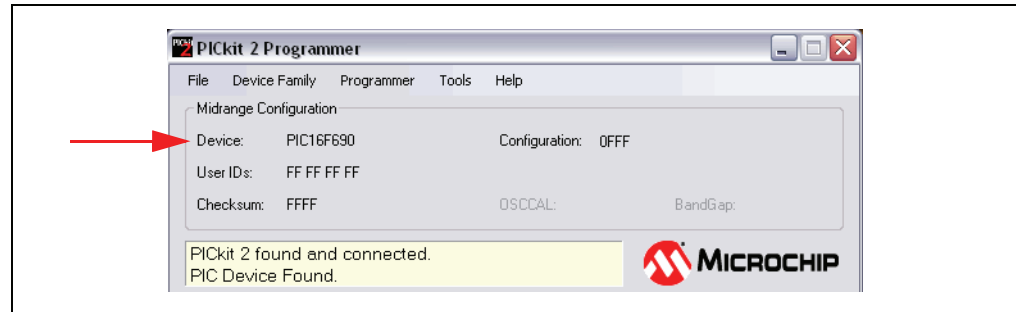 PICkit 2 Programmer
File Device Family Programmer Tools Help
Midrange Configuration
Device: PIC16F690 Configuration: 0FFF
User IDs: FF FF FF FF
Checksum: FFFF OSCCAL: BandGap:
PICkit 2 found and connected.
PIC Device Found.
MICROCHIP